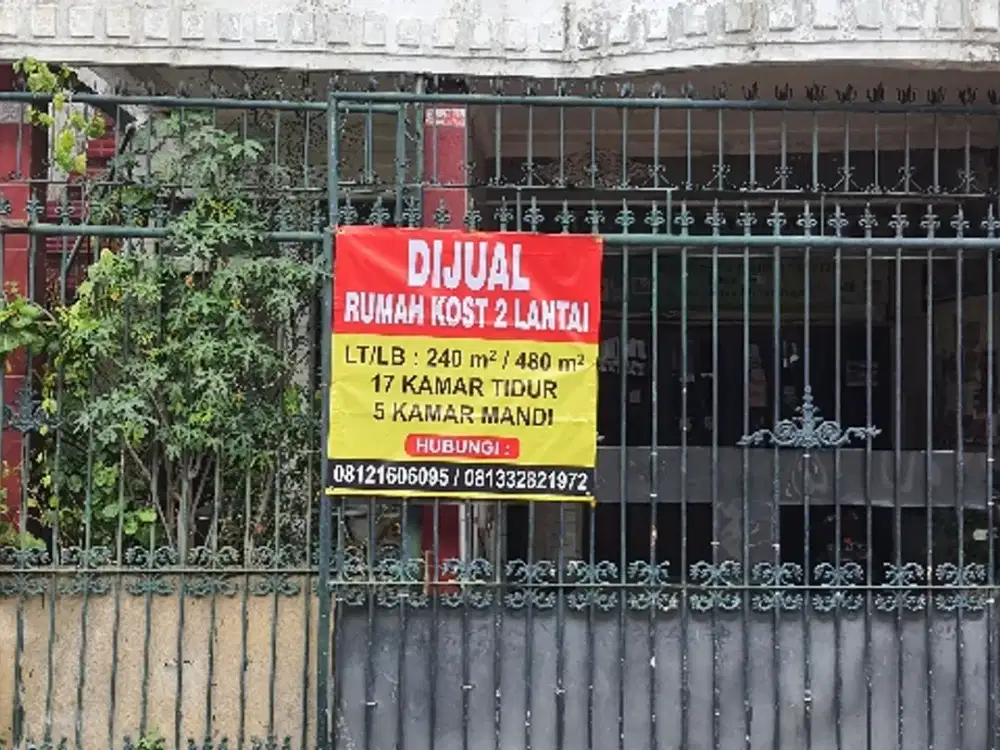 DIJUAL
RUMAH KOST 2 LANTAI
LT/LB : 240 m² / 480 m²
17 KAMAR TIDUR
5 KAMAR MANDI
HUBUNGI :
08121606095 / 081332821972